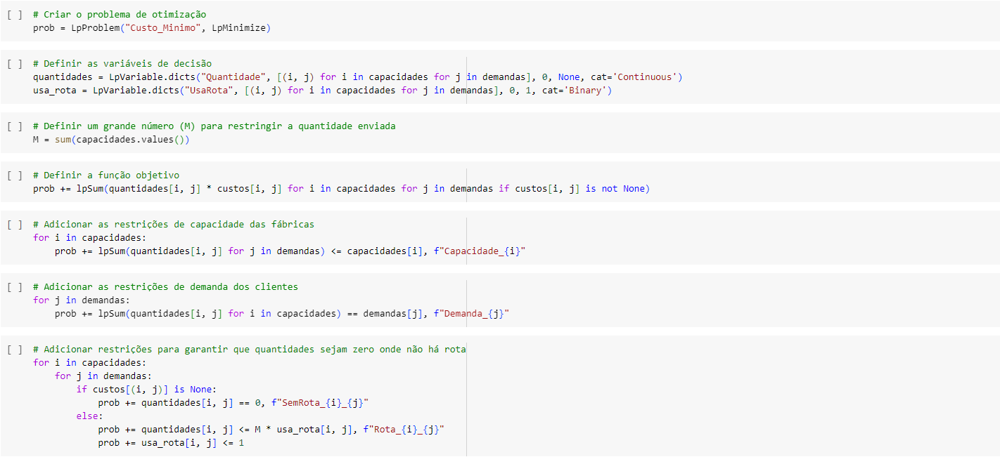 [ ] # Criar o problema de otimização
prob = LpProblem("Custo_Minimo", LpMinimize)
[ ] # Definir as variáveis de decisão
quantidades = LpVariable.dicts("Quantidade", [(i, j) for i in capacidades for j in demandas], 0, None, cat='Continuous')
usa_rota = LpVariable.dicts("UsaRota", [(i, j) for i in capacidades for j in demandas], 0, 1, cat='Binary')
[ ] # Definir um grande número (M) para restringir a quantidade enviada
M = sum(capacidades.values())
[ ] # Definir a função objetivo
prob += lpSum(quantidades[i, j] * custos[i, j] for i in capacidades for j in demandas if custos[i, j] is not None)
[ ] # Adicionar as restrições de capacidade das fábricas
for i in capacidades:
    prob += lpSum(quantidades[i, j] for j in demandas) <= capacidades[i], f"Capacidade_{i}"
[ ] # Adicionar as restrições de demanda dos clientes
for j in demandas:
    prob += lpSum(quantidades[i, j] for i in capacidades) == demandas[j], f"Demanda_{j}"
[ ] # Adicionar restrições para garantir que quantidades sejam zero onde não há rota
for i in capacidades:
    for j in demandas:
        if custos[(i, j)] is None:
            prob += quantidades[i, j] == 0, f"SemRota_{i}_{j}"
        else:
            prob += quantidades[i, j] <= M * usa_rota[i, j], f"Rota_{i}_{j}"
            prob += usa_rota[i, j] <= 1